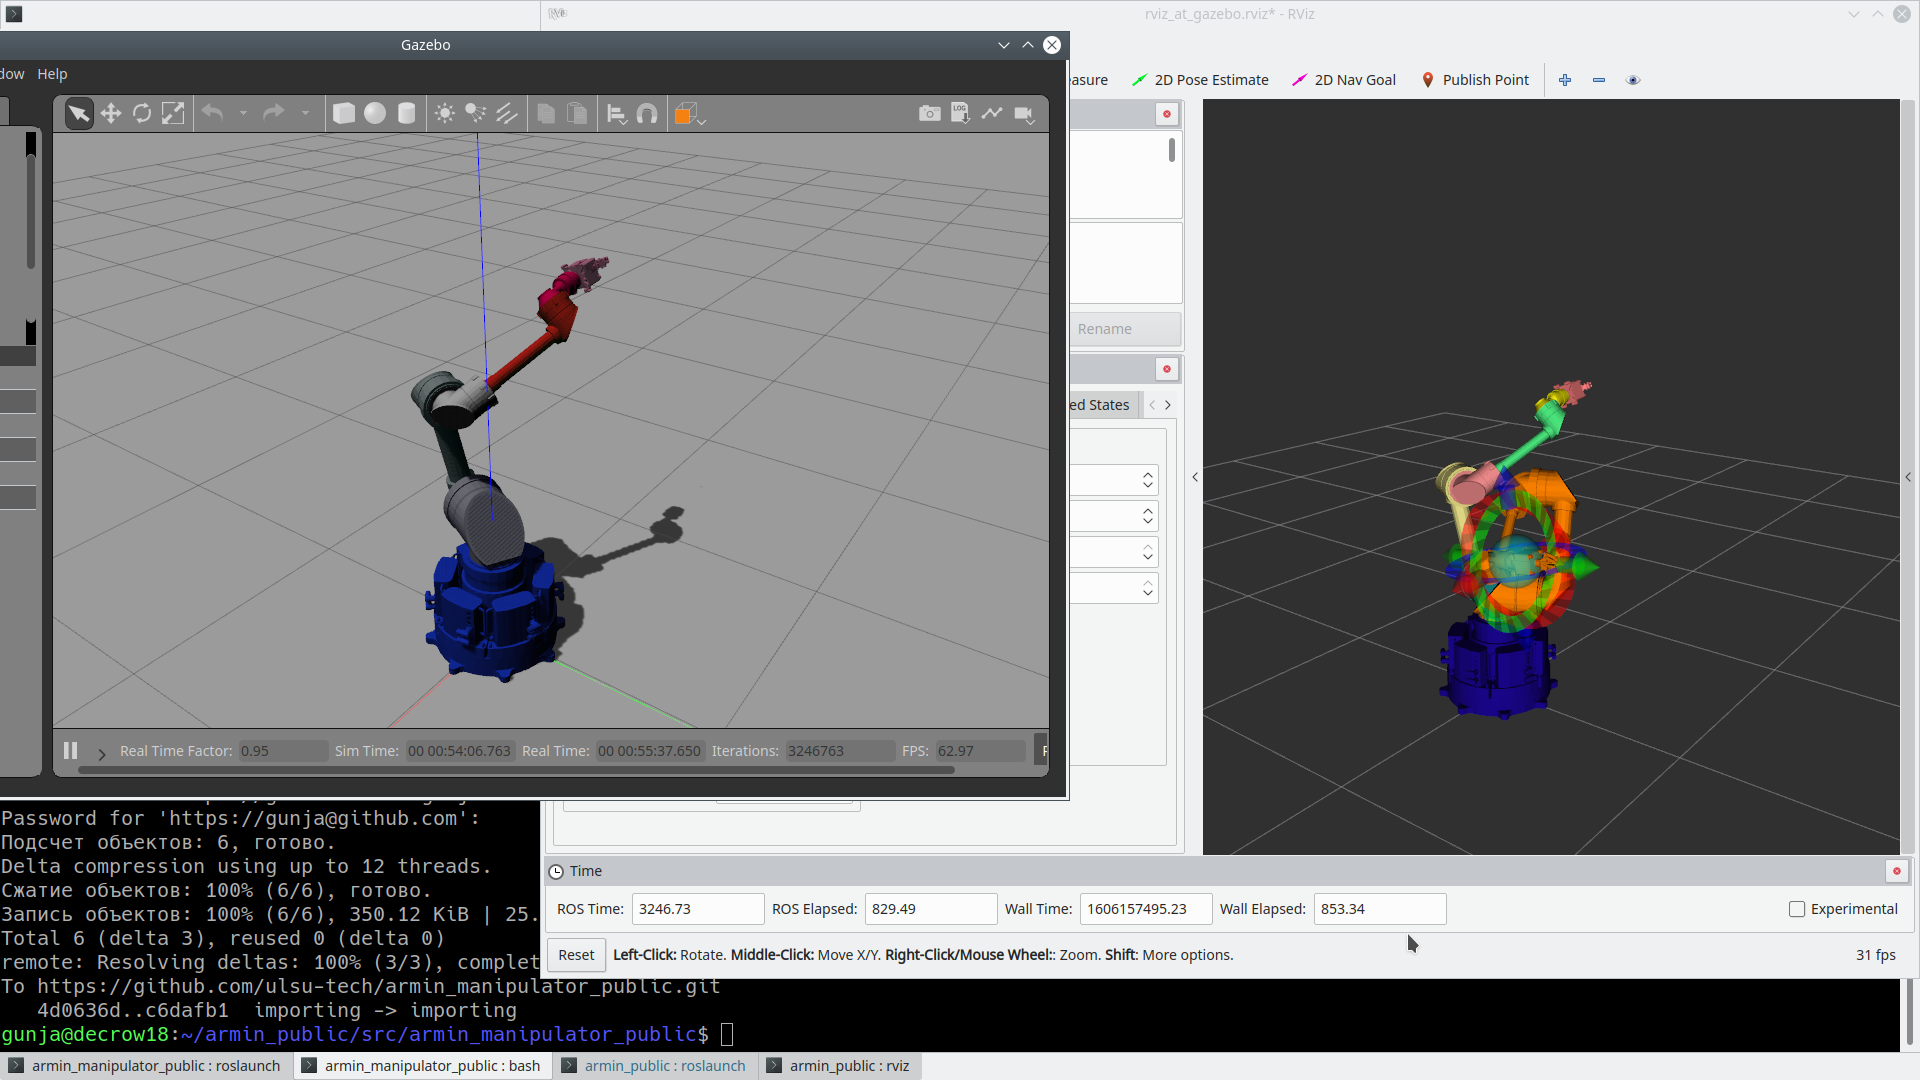 rviz_at_gazebo.rviz* - RViz
Gazebo
dow Help
easure 2D Pose Estimate 2D Nav Goal Publish Point
LOG
Rename
ed States
Real Time Factor: 0.95 Sim Time: 00 00:54:06.763 Real Time: 00 00:55:37.650 Iterations: 3246763 FPS: 62.97
Password for 'https://gunja@github.com':
Подсчет объектов: 6, готово.
Delta compression using up to 12 threads.
Сжатие объектов: 100% (6/6), готово.
Запись объектов: 100% (6/6), 350.12 KiB | 25.
Total 6 (delta 3), reused 0 (delta 0)
remote: Resolving deltas: 100% (3/3), complet
To https://github.com/ulsu-tech/armin_manipulator_public.git
4d0636d..c6dafb1 importing -> importing
gunja@decrow18:~/armin_public/src/armin_manipulator_public$
Time
ROS Time: 3246.73 ROS Elapsed: 829.49 Wall Time: 1606157495.23 Wall Elapsed: 853.34 Experimental
Reset Left-Click: Rotate. Middle-Click: Move X/Y. Right-Click/Mouse Wheel:: Zoom. Shift: More options. 31 fps
armin_manipulator_public : roslaunch armin_manipulator_public : bash armin_public : roslaunch armin_public : rviz